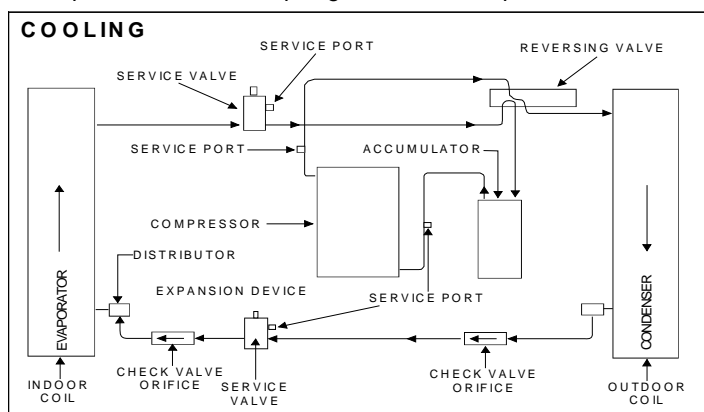 COOLING
SERVICE PORT
REVERSING VALVE
SERVICE VALVE
SERVICE PORT
ACCUMULATOR
COMPRESSOR
DISTRIBUTOR
EVAPORATOR
EXPANSION DEVICE
SERVICE PORT
CONDENSER
INDOOR
COIL
CHECK VALVE
ORIFICE
SERVICE
VALVE
CHECK VALVE
ORIFICE
OUTDOOR
COIL